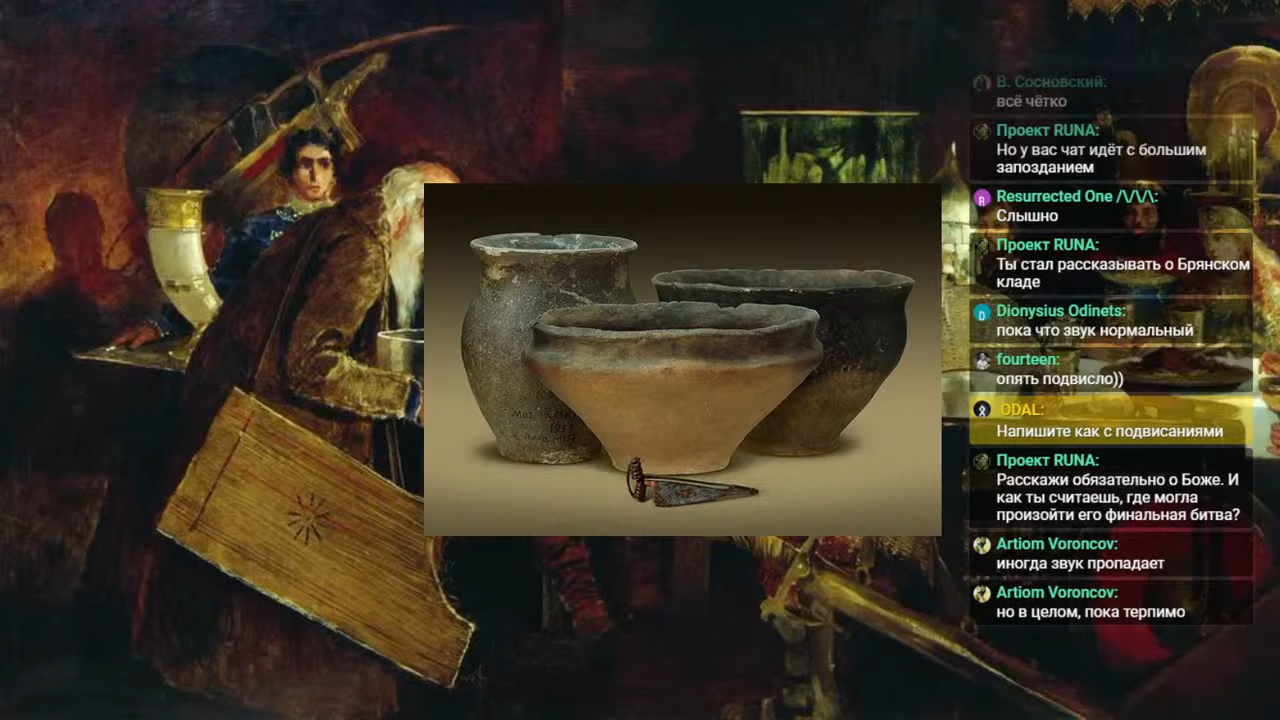 В. Сосновский:
всё чётко
Проект RUNA:
Но у вас чат идёт с большим
запозданием
Resurrected One /\/\/\:
Слышно
Проект RUNA:
Ты стал рассказывать о Брянском
кладе
Dionysius Odinets:
пока что звук нормальный
fourteen:
опять подвисло))
ODAL:
Напишите как с подвисаниями
Проект RUNA:
Расскажи обязательно о Боже. И
как ты считаешь, где могла
произойти его финальная битва?
Artiom Voroncov:
иногда звук пропадает
Artiom Voroncov:
но в целом, пока терпимо